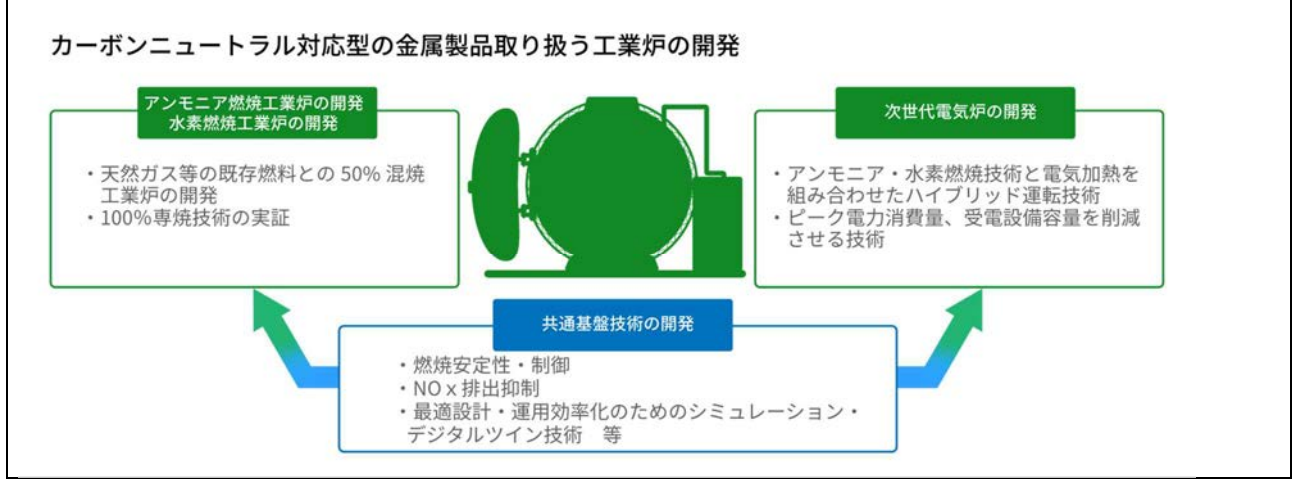 カーボンニュートラル対応型の金属製品取り扱う工業炉の開発
アンモニア燃焼工業炉の開発
水素燃焼工業炉の開発
・天然ガス等の既存燃料との 50% 混焼
工業炉の開発
・100%専焼技術の実証
次世代電気炉の開発
・アンモニア・水素燃焼技術と電気加熱を
組み合わせたハイブリッド運転技術
・ピーク電力消費量、受電設備容量を削減
させる技術
共通基盤技術の開発
・燃焼安定性・制御
・NOx排出抑制
・最適設計・運用効率化のためのシミュレーション・
デジタルツイン技術　等